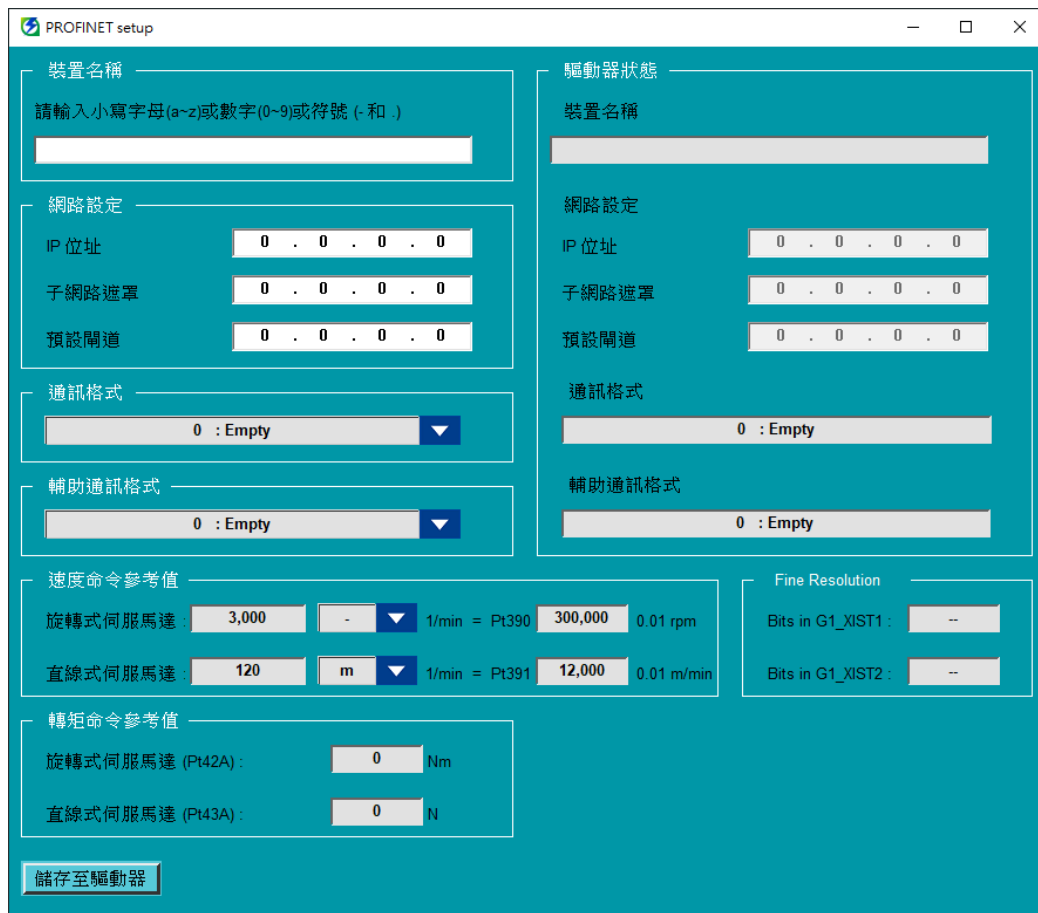 PROFINET setup
裝置名稱
請輸入小寫字母(a~z)或數字(0~9)或符號 (- 和 .)
網路設定
IP 位址 0 . 0 . 0 . 0
子網路遮罩 0 . 0 . 0 . 0
預設閘道 0 . 0 . 0 . 0
通訊格式
0 : Empty
輔助通訊格式
0 : Empty
驅動器狀態
裝置名稱
網路設定
IP 位址 0 . 0 . 0 . 0
子網路遮罩 0 . 0 . 0 . 0
預設閘道 0 . 0 . 0 . 0
通訊格式
0 : Empty
輔助通訊格式
0 : Empty
速度命令參考值
旋轉式伺服馬達 : 3,000 - 1/min = Pt390 300,000 0.01 rpm
直線式伺服馬達 : 120 m 1/min = Pt391 12,000 0.01 m/min
Fine Resolution
Bits in G1_XIST1 : --
Bits in G1_XIST2 : --
轉矩命令參考值
旋轉式伺服馬達 (Pt42A) : 0 Nm
直線式伺服馬達 (Pt43A) : 0 N
儲存至驅動器